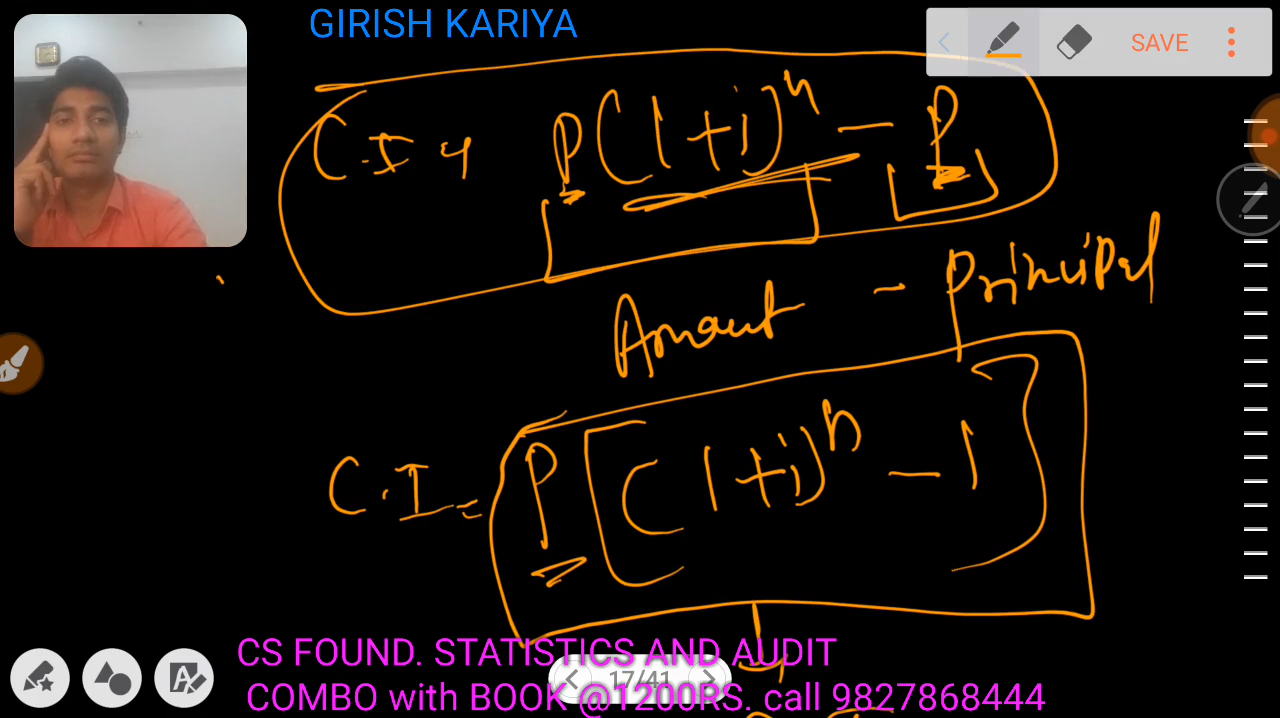 GIRISH KARIYA
SAVE
C.I = P(1+i)^n - P
Amount - Principal
C.I = P[(1+i)^n - 1]
CS FOUND. STATISTICS AND AUDIT
17/41
COMBO with BOOK @1200RS. call 9827868444